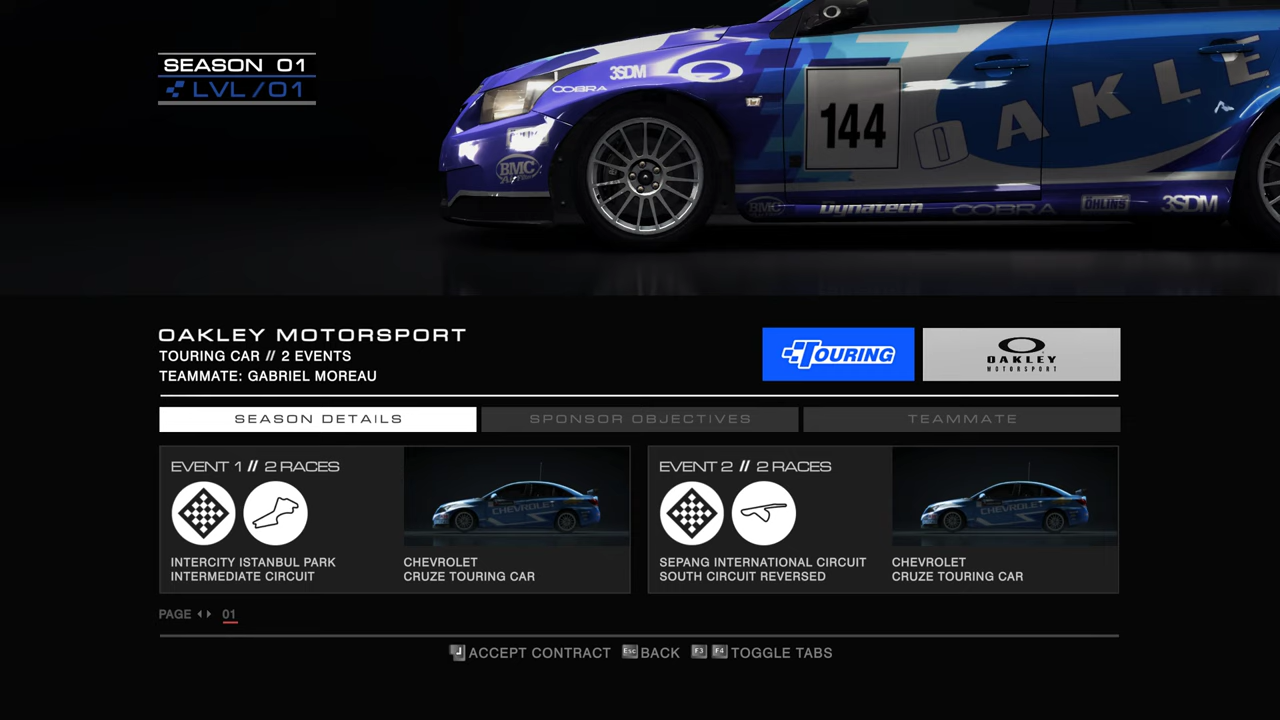 SEASON 01
LVL/01
3SDM
COBRA
BMC
144
OAKLE
BMC
Dynatech
COBRA
ÖHLINS
3SDM
OAKLEY MOTORSPORT
TOURING CAR // 2 EVENTS
TEAMMATE: GABRIEL MOREAU
TOURING
OAKLEY
MOTORSPORT
SEASON DETAILS
SPONSOR OBJECTIVES
TEAMMATE
EVENT 1 // 2 RACES
CHEVROLET
INTERCITY ISTANBUL PARK
INTERMEDIATE CIRCUIT
CHEVROLET
CRUZE TOURING CAR
EVENT 2 // 2 RACES
CHEVROLET
SEPANG INTERNATIONAL CIRCUIT
SOUTH CIRCUIT REVERSED
CHEVROLET
CRUZE TOURING CAR
PAGE 01
ACCEPT CONTRACT Esc BACK F3 F4 TOGGLE TABS